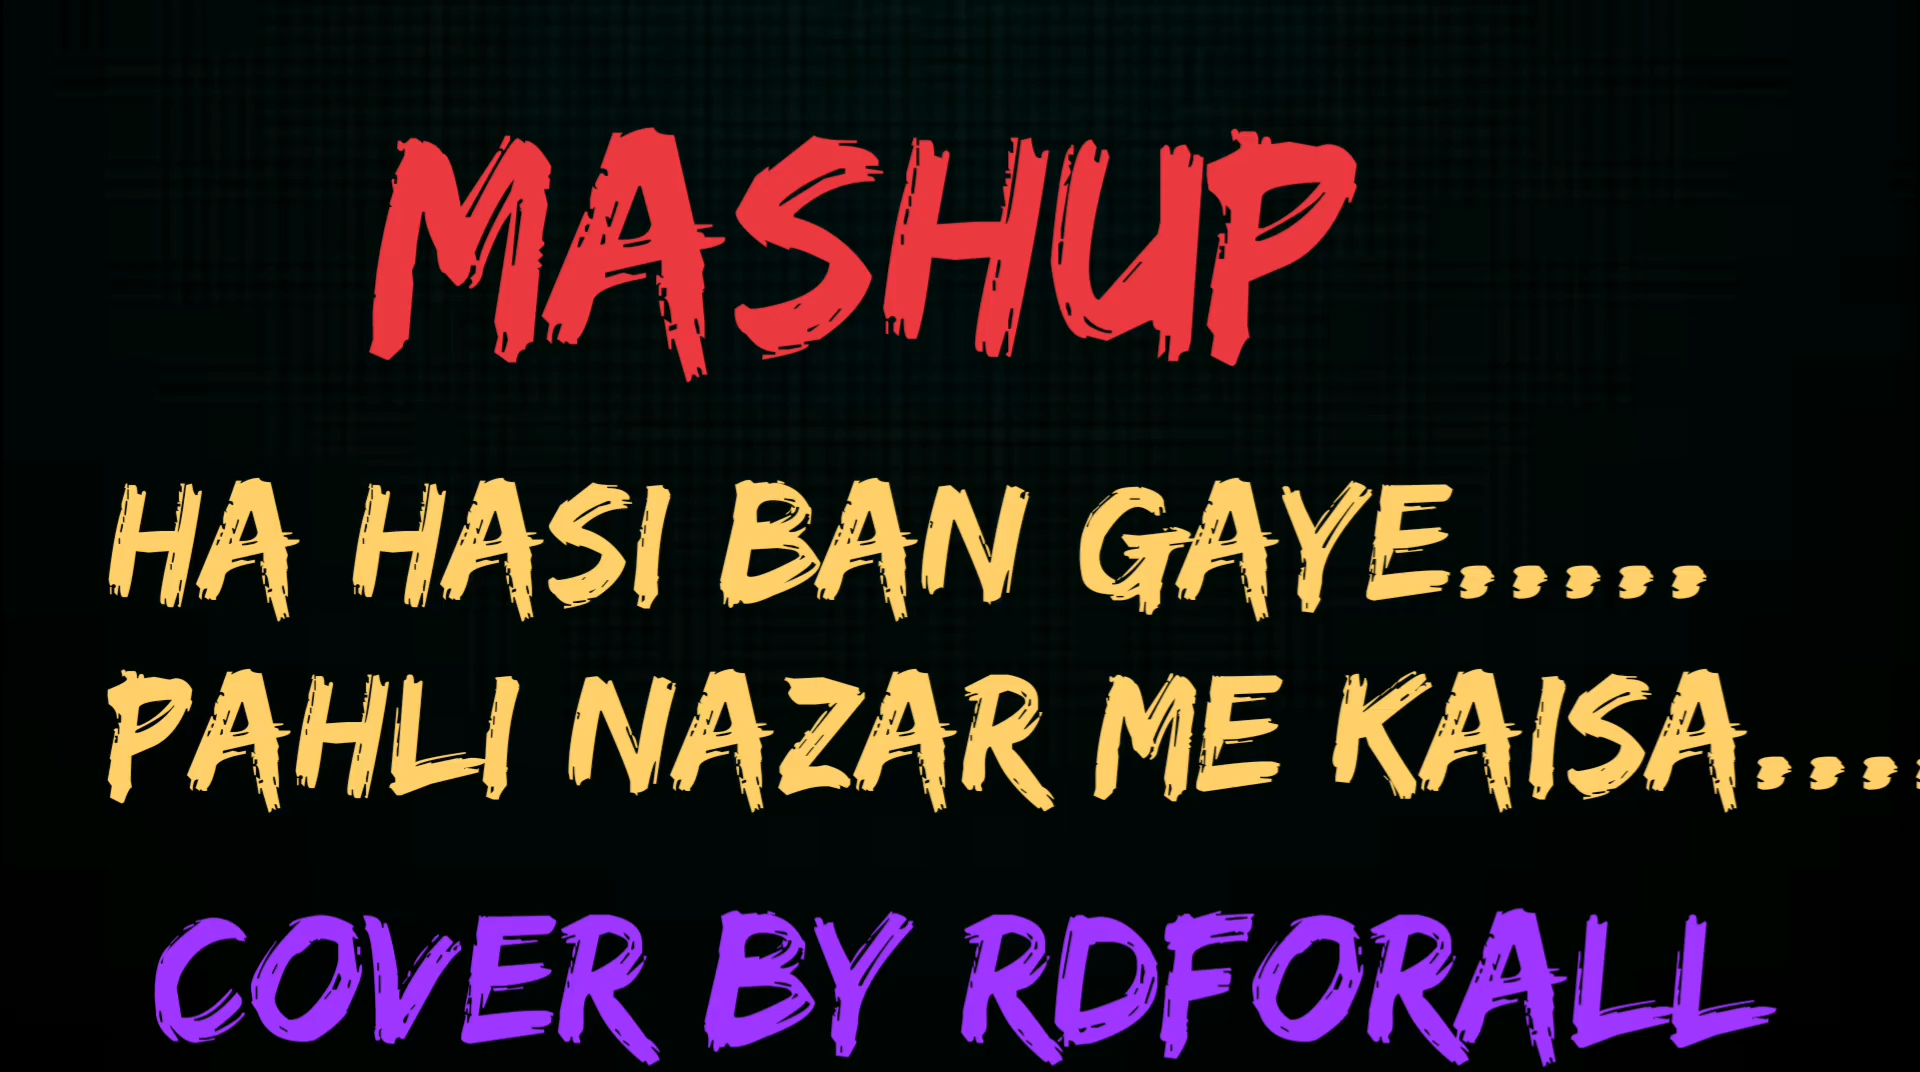 MASHUP
HA HASI BAN GAYE.....
PAHLI NAZAR ME KAISA....
COVER BY RDFORALL